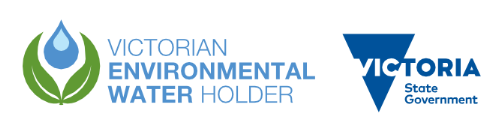 VICTORIAN
ENVIRONMENTAL
WATER HOLDER
VICTORIA
State
Government